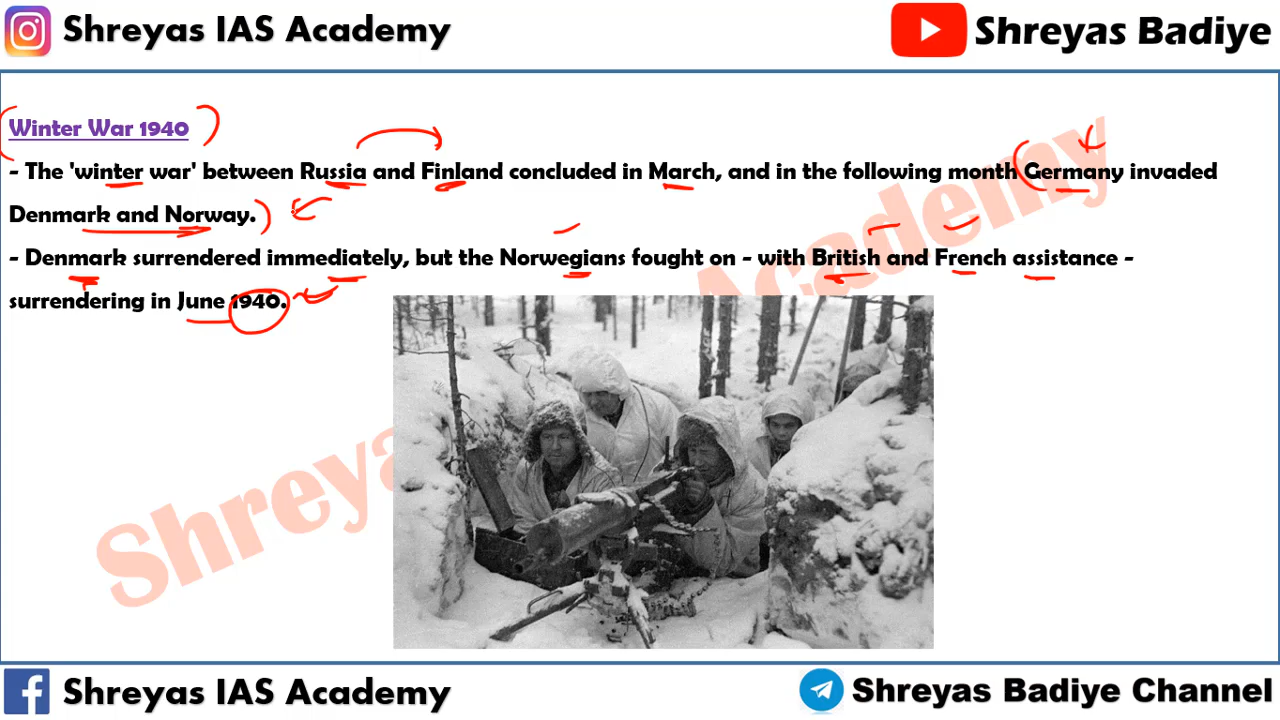 Shreyas IAS Academy
Shreyas Badiye
Winter War 1940
- The 'winter war' between Russia and Finland concluded in March, and in the following month Germany invaded
Denmark and Norway.
- Denmark surrendered immediately, but the Norwegians fought on - with British and French assistance -
surrendering in June 1940.
Shreyas
Academy
Shreyas IAS Academy
Shreyas Badiye Channel